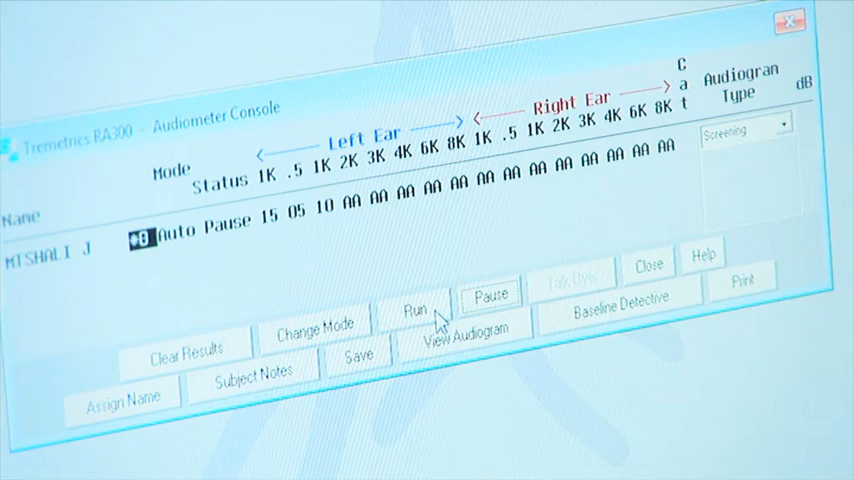 Tremetrics RA300 - Audiometer Console
Left Ear Right Ear C a t Audiogran Type dB
Name Mode Status 1K .5 1K 2K 3K 4K 6K 8K 1K .5 1K 2K 3K 4K 6K 8K
Screening
MTSHALI J Auto Pause 15 05 10 AA AA AA AA AA AA AA AA AA AA AA AA AA
Clear Results Change Mode Run Pause Talk Over Close Help
Assign Name Subject Notes Save View Audiogram Baseline Detective Print